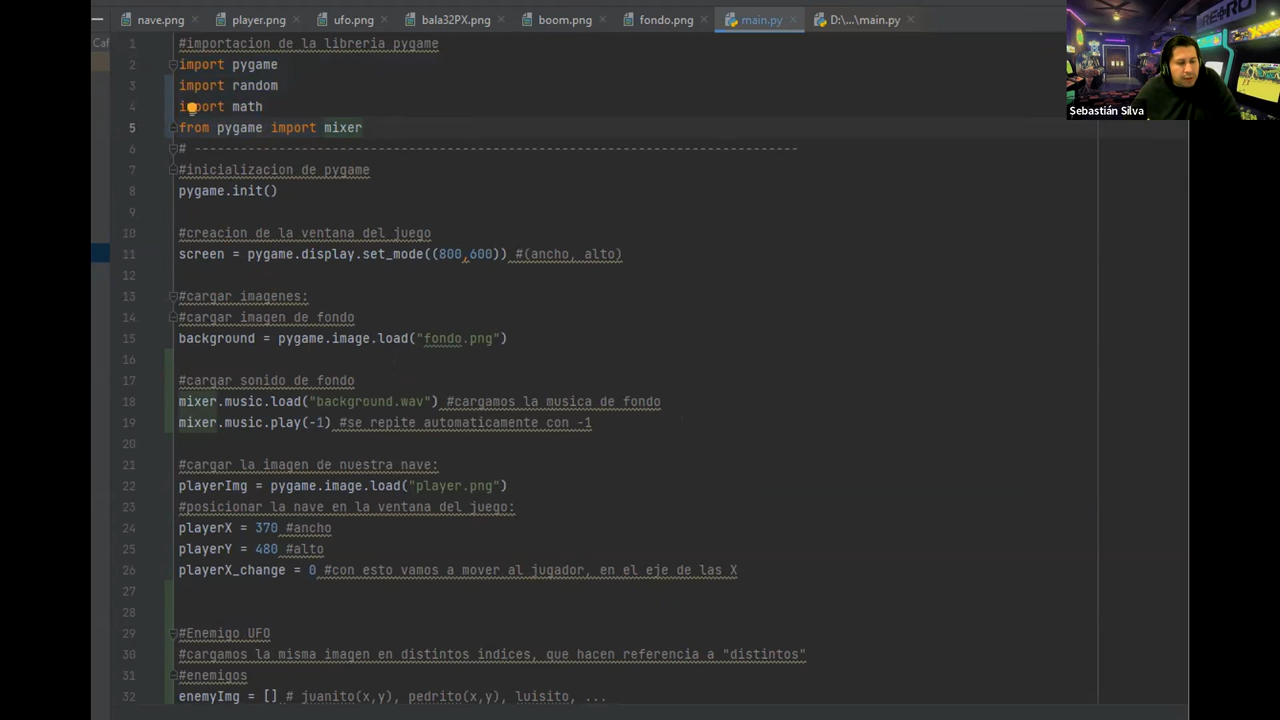 nave.png player.png ufo.png bala32PX.png boom.png fondo.png main.py D:\...\main.py
Caf
1 #importacion de la libreria pygame
2 import pygame
3 import random
4 import math
5 from pygame import mixer
6 # ------------------------------------------------------------------------------
7 #inicializacion de pygame
8 pygame.init()
9
10 #creacion de la ventana del juego
11 screen = pygame.display.set_mode((800,600)) #(ancho, alto)
12
13 #cargar imagenes:
14 #cargar imagen de fondo
15 background = pygame.image.load("fondo.png")
16
17 #cargar sonido de fondo
18 mixer.music.load("background.wav") #cargamos la musica de fondo
19 mixer.music.play(-1) #se repite automaticamente con -1
20
21 #cargar la imagen de nuestra nave:
22 playerImg = pygame.image.load("player.png")
23 #posicionar la nave en la ventana del juego:
24 playerX = 370 #ancho
25 playerY = 480 #alto
26 playerX_change = 0 #con esto vamos a mover al jugador, en el eje de las X
27
28
29 #Enemigo UFO
30 #cargamos la misma imagen en distintos indices, que hacen referencia a "distintos"
31 #enemigos
32 enemyImg = [] # juanito(x,y), pedrito(x,y), luisito, ...
RETRO
Sebastián Silva